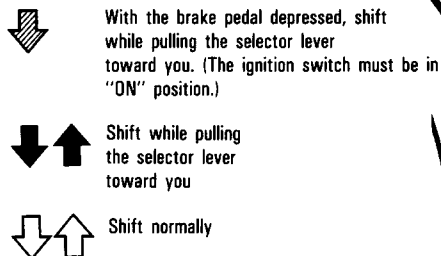 With the brake pedal depressed, shift
while pulling the selector lever
toward you. (The ignition switch must be in
"ON" position.)
Shift while pulling
the selector lever
toward you
Shift normally